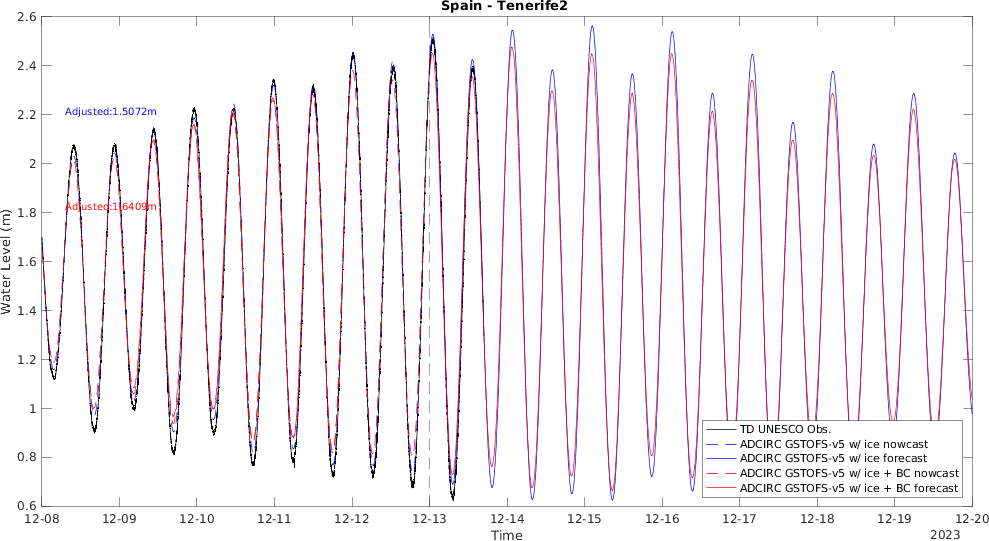 Spain - Tenerife2
2.6
2.4
2.2
2
1.8
1.6
1.4
1.2
1
0.8
0.6
Water Level (m)
Adjusted:1.5072m
Adjusted:1.6409m
TD UNESCO Obs.
ADCIRC GSTOFS-v5 w/ ice nowcast
ADCIRC GSTOFS-v5 w/ ice forecast
ADCIRC GSTOFS-v5 w/ ice + BC nowcast
ADCIRC GSTOFS-v5 w/ ice + BC forecast
12-08 12-09 12-10 12-11 12-12 12-13 12-14 12-15 12-16 12-17 12-18 12-19 12-20
Time
2023